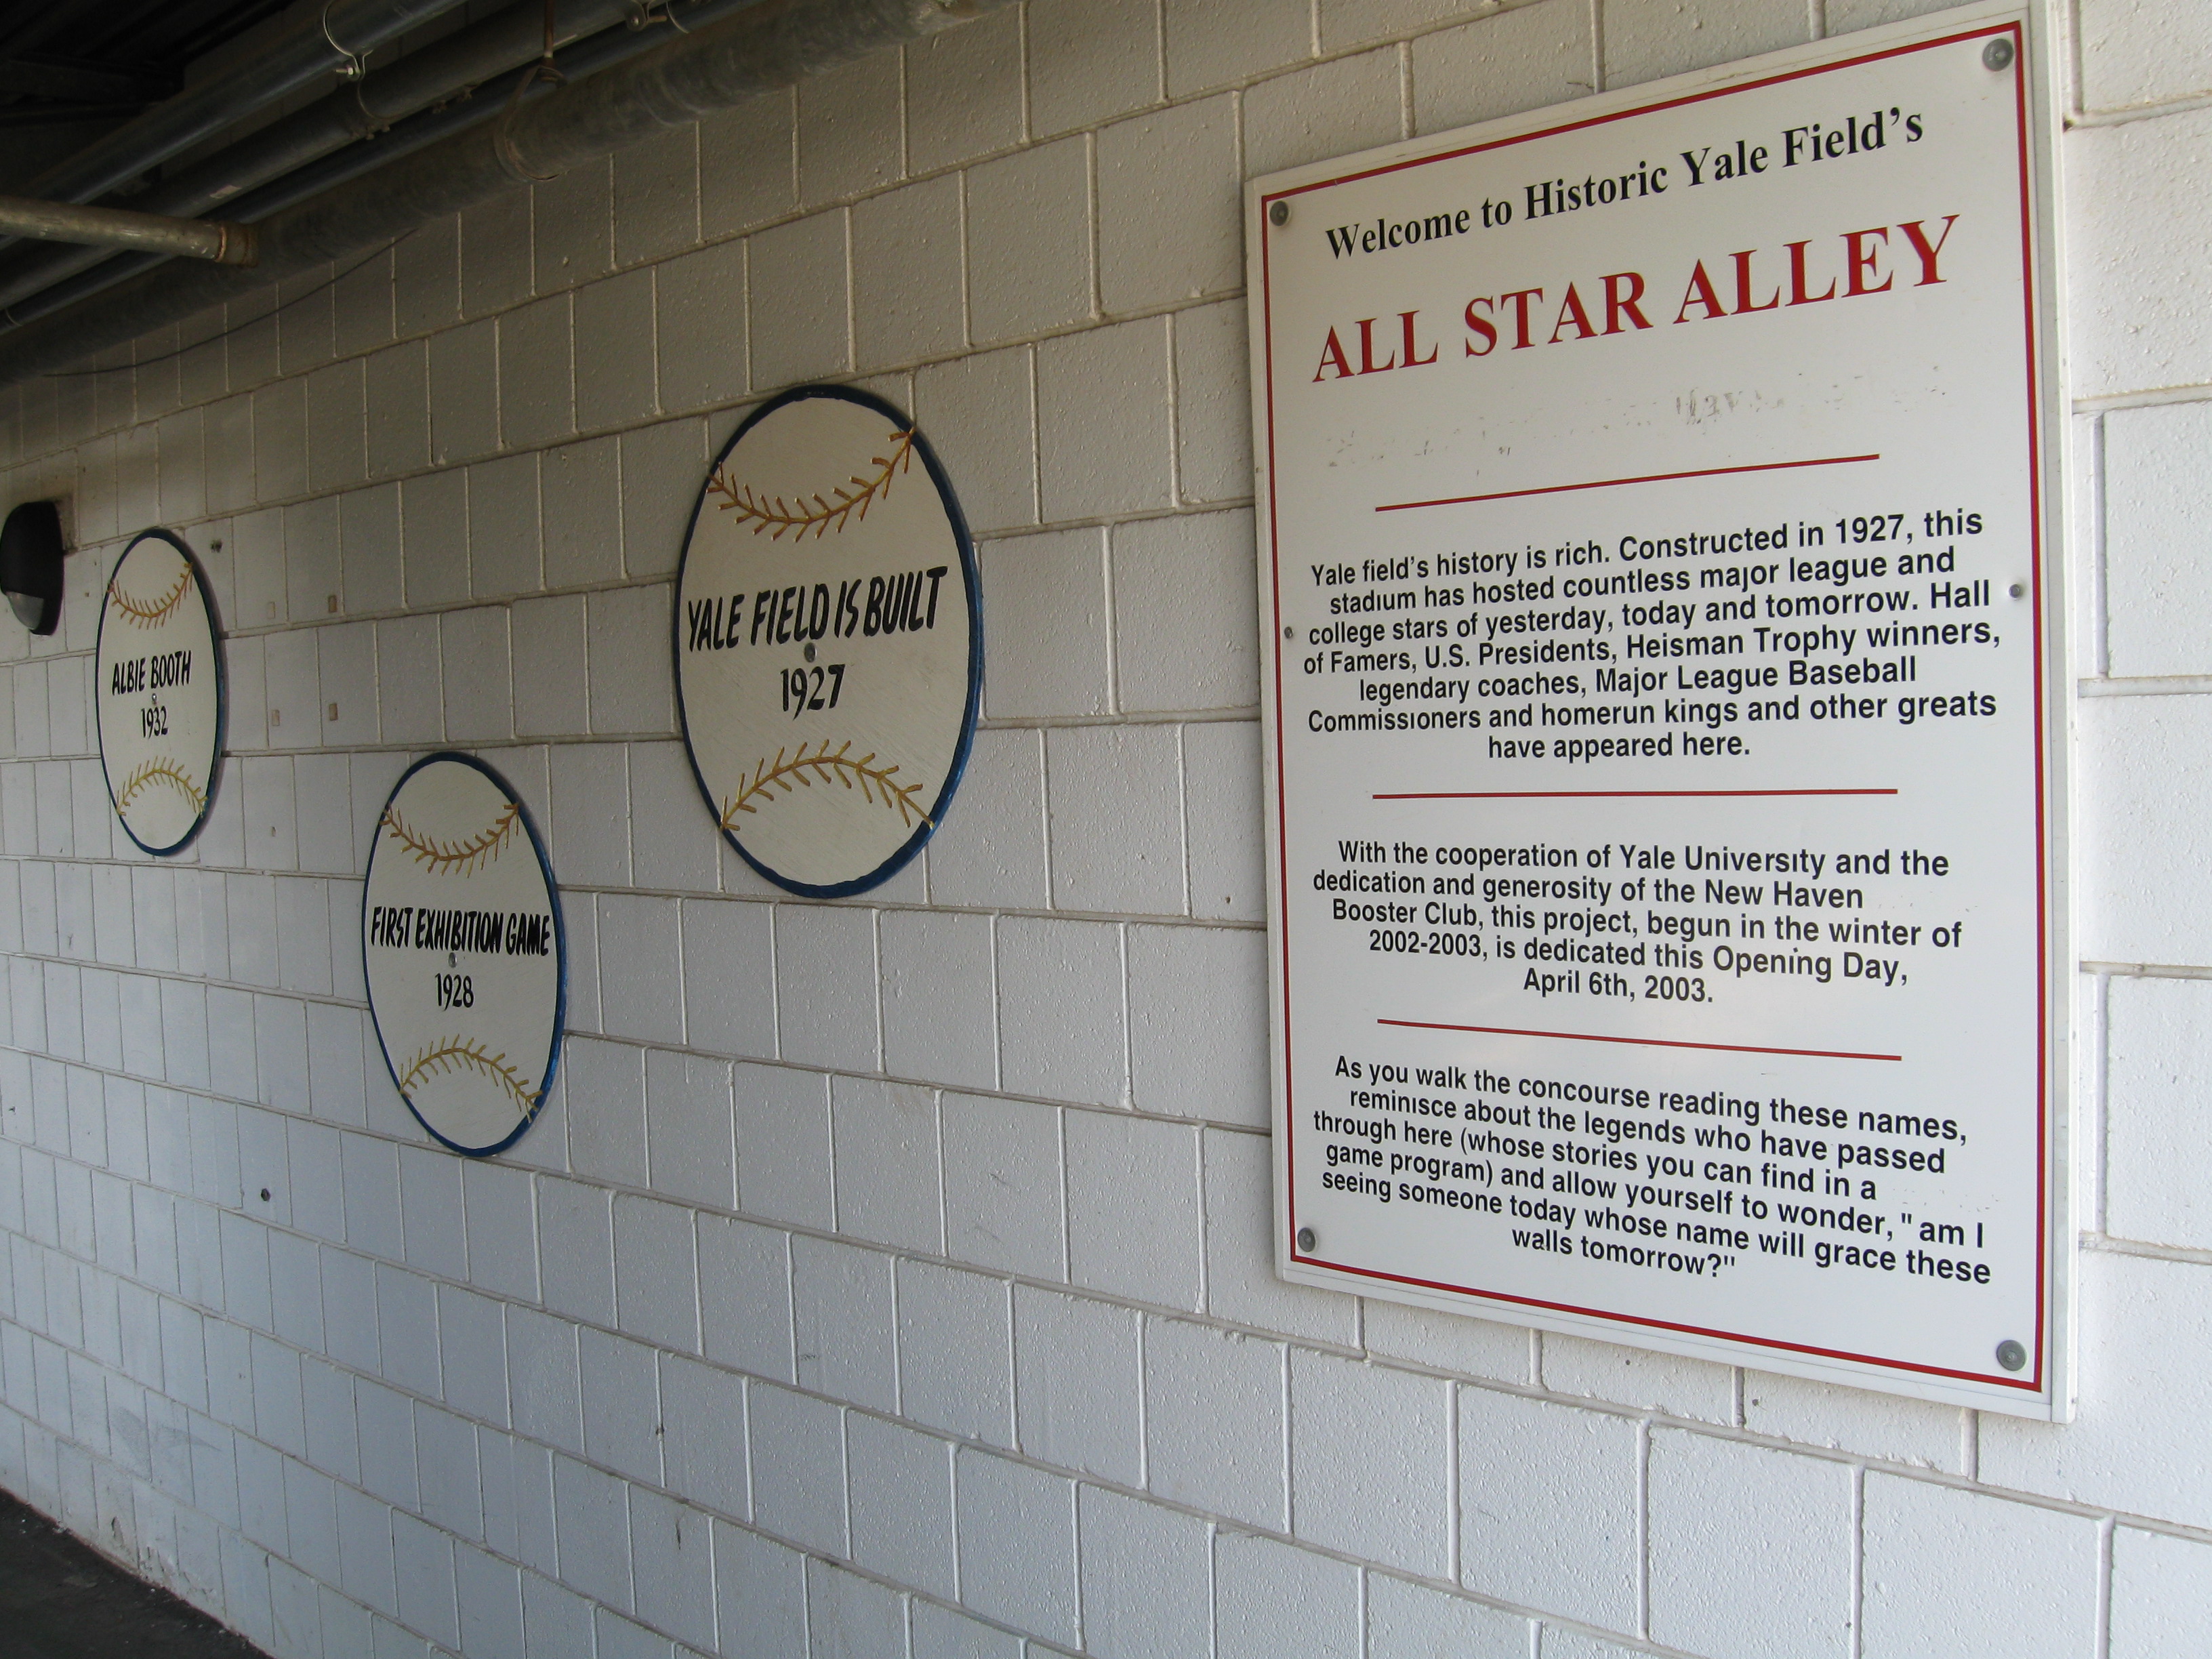 Welcome to Historic Yale Field's
ALL STAR ALLEY
Yale field's history is rich. Constructed in 1927, this
stadium has hosted countless major league and
college stars of yesterday, today and tomorrow. Hall
of Famers, U.S. Presidents, Heisman Trophy winners,
legendary coaches, Major League Baseball
Commissioners and homerun kings and other greats
have appeared here.
With the cooperation of Yale University and the
dedication and generosity of the New Haven
Booster Club, this project, begun in the winter of
2002-2003, is dedicated this Opening Day,
April 6th, 2003.
As you walk the concourse reading these names,
reminisce about the legends who have passed
through here (whose stories you can find in a
game program) and allow yourself to wonder, " am I
seeing someone today whose name will grace these
walls tomorrow?"
YALE FIELD IS BUILT
1927
FIRST EXHIBITION GAME
1928
ALBIE BOOTH
1932